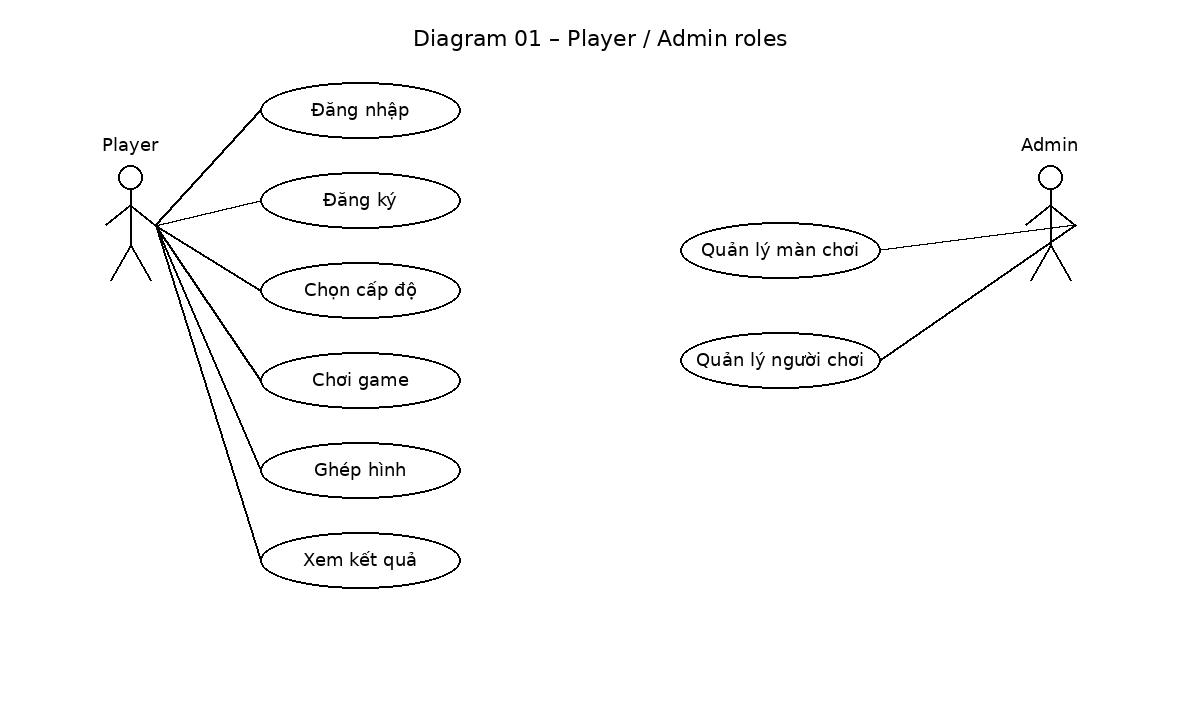 Diagram 01 – Player / Admin roles
Player
Đăng nhập
Đăng ký
Chọn cấp độ
Chơi game
Ghép hình
Xem kết quả
Admin
Quản lý màn chơi
Quản lý người chơi